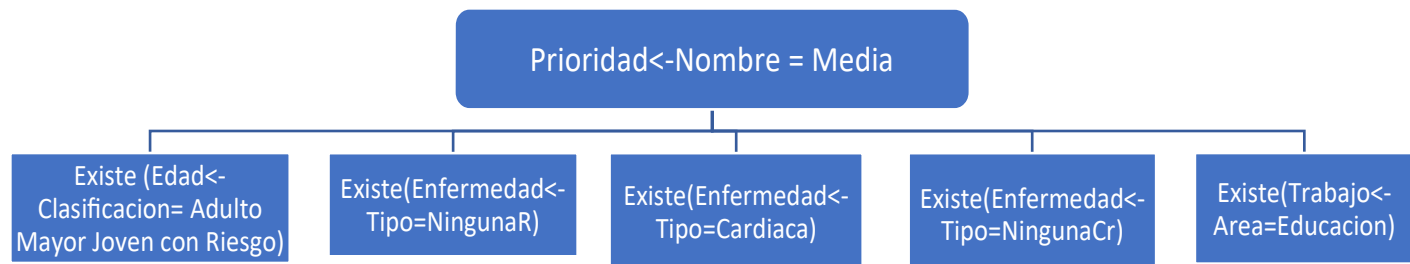 Prioridad<-Nombre = Media
Existe (Edad<-
Clasificacion= Adulto
Mayor Joven con Riesgo)
Existe(Enfermedad<-
Tipo=NingunaR)
Existe(Enfermedad<-
Tipo=Cardiaca)
Existe(Enfermedad<-
Tipo=NingunaCr)
Existe(Trabajo<-
Area=Educacion)